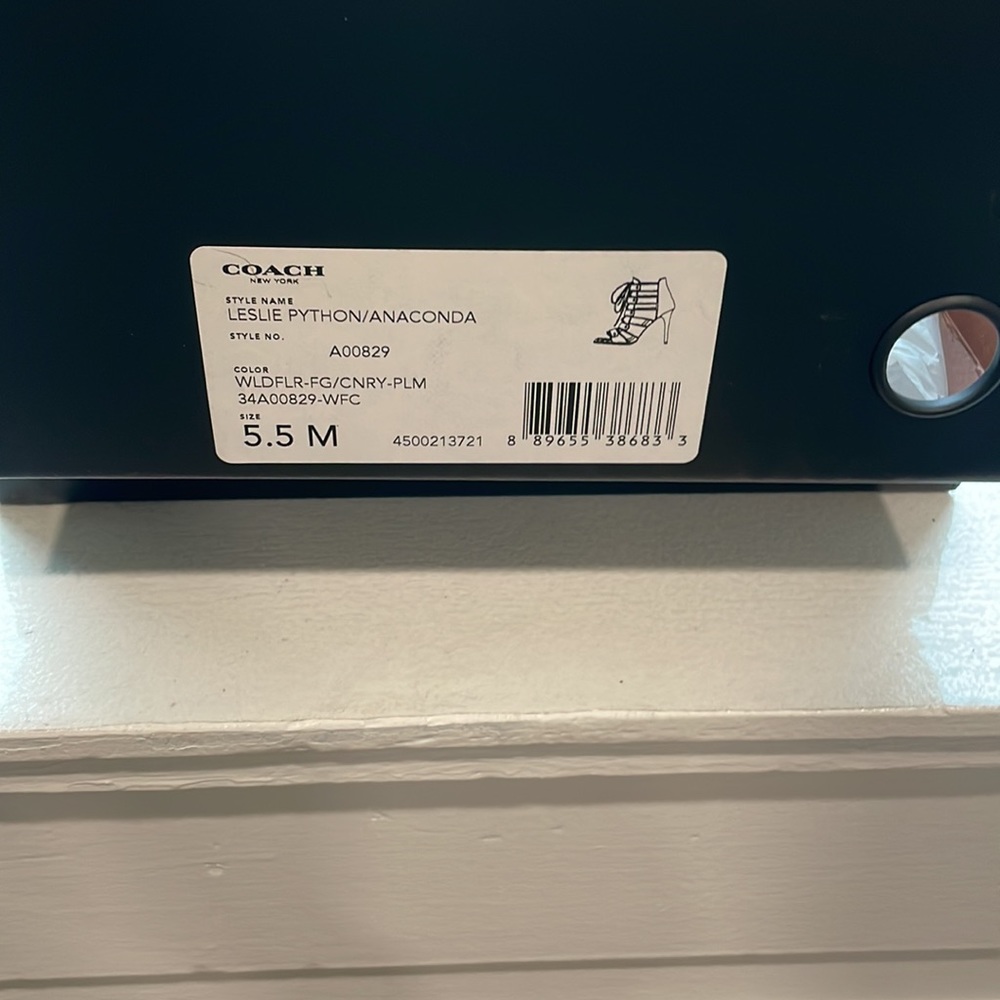 COACH
NEW YORK
STYLE NAME
LESLIE PYTHON/ANACONDA
STYLE NO.
A00829
COLOR
WLDFLR-FG/CNRY-PLM
34A00829-WFC
SIZE
5.5 M
4500213721
8 89655 38683 3